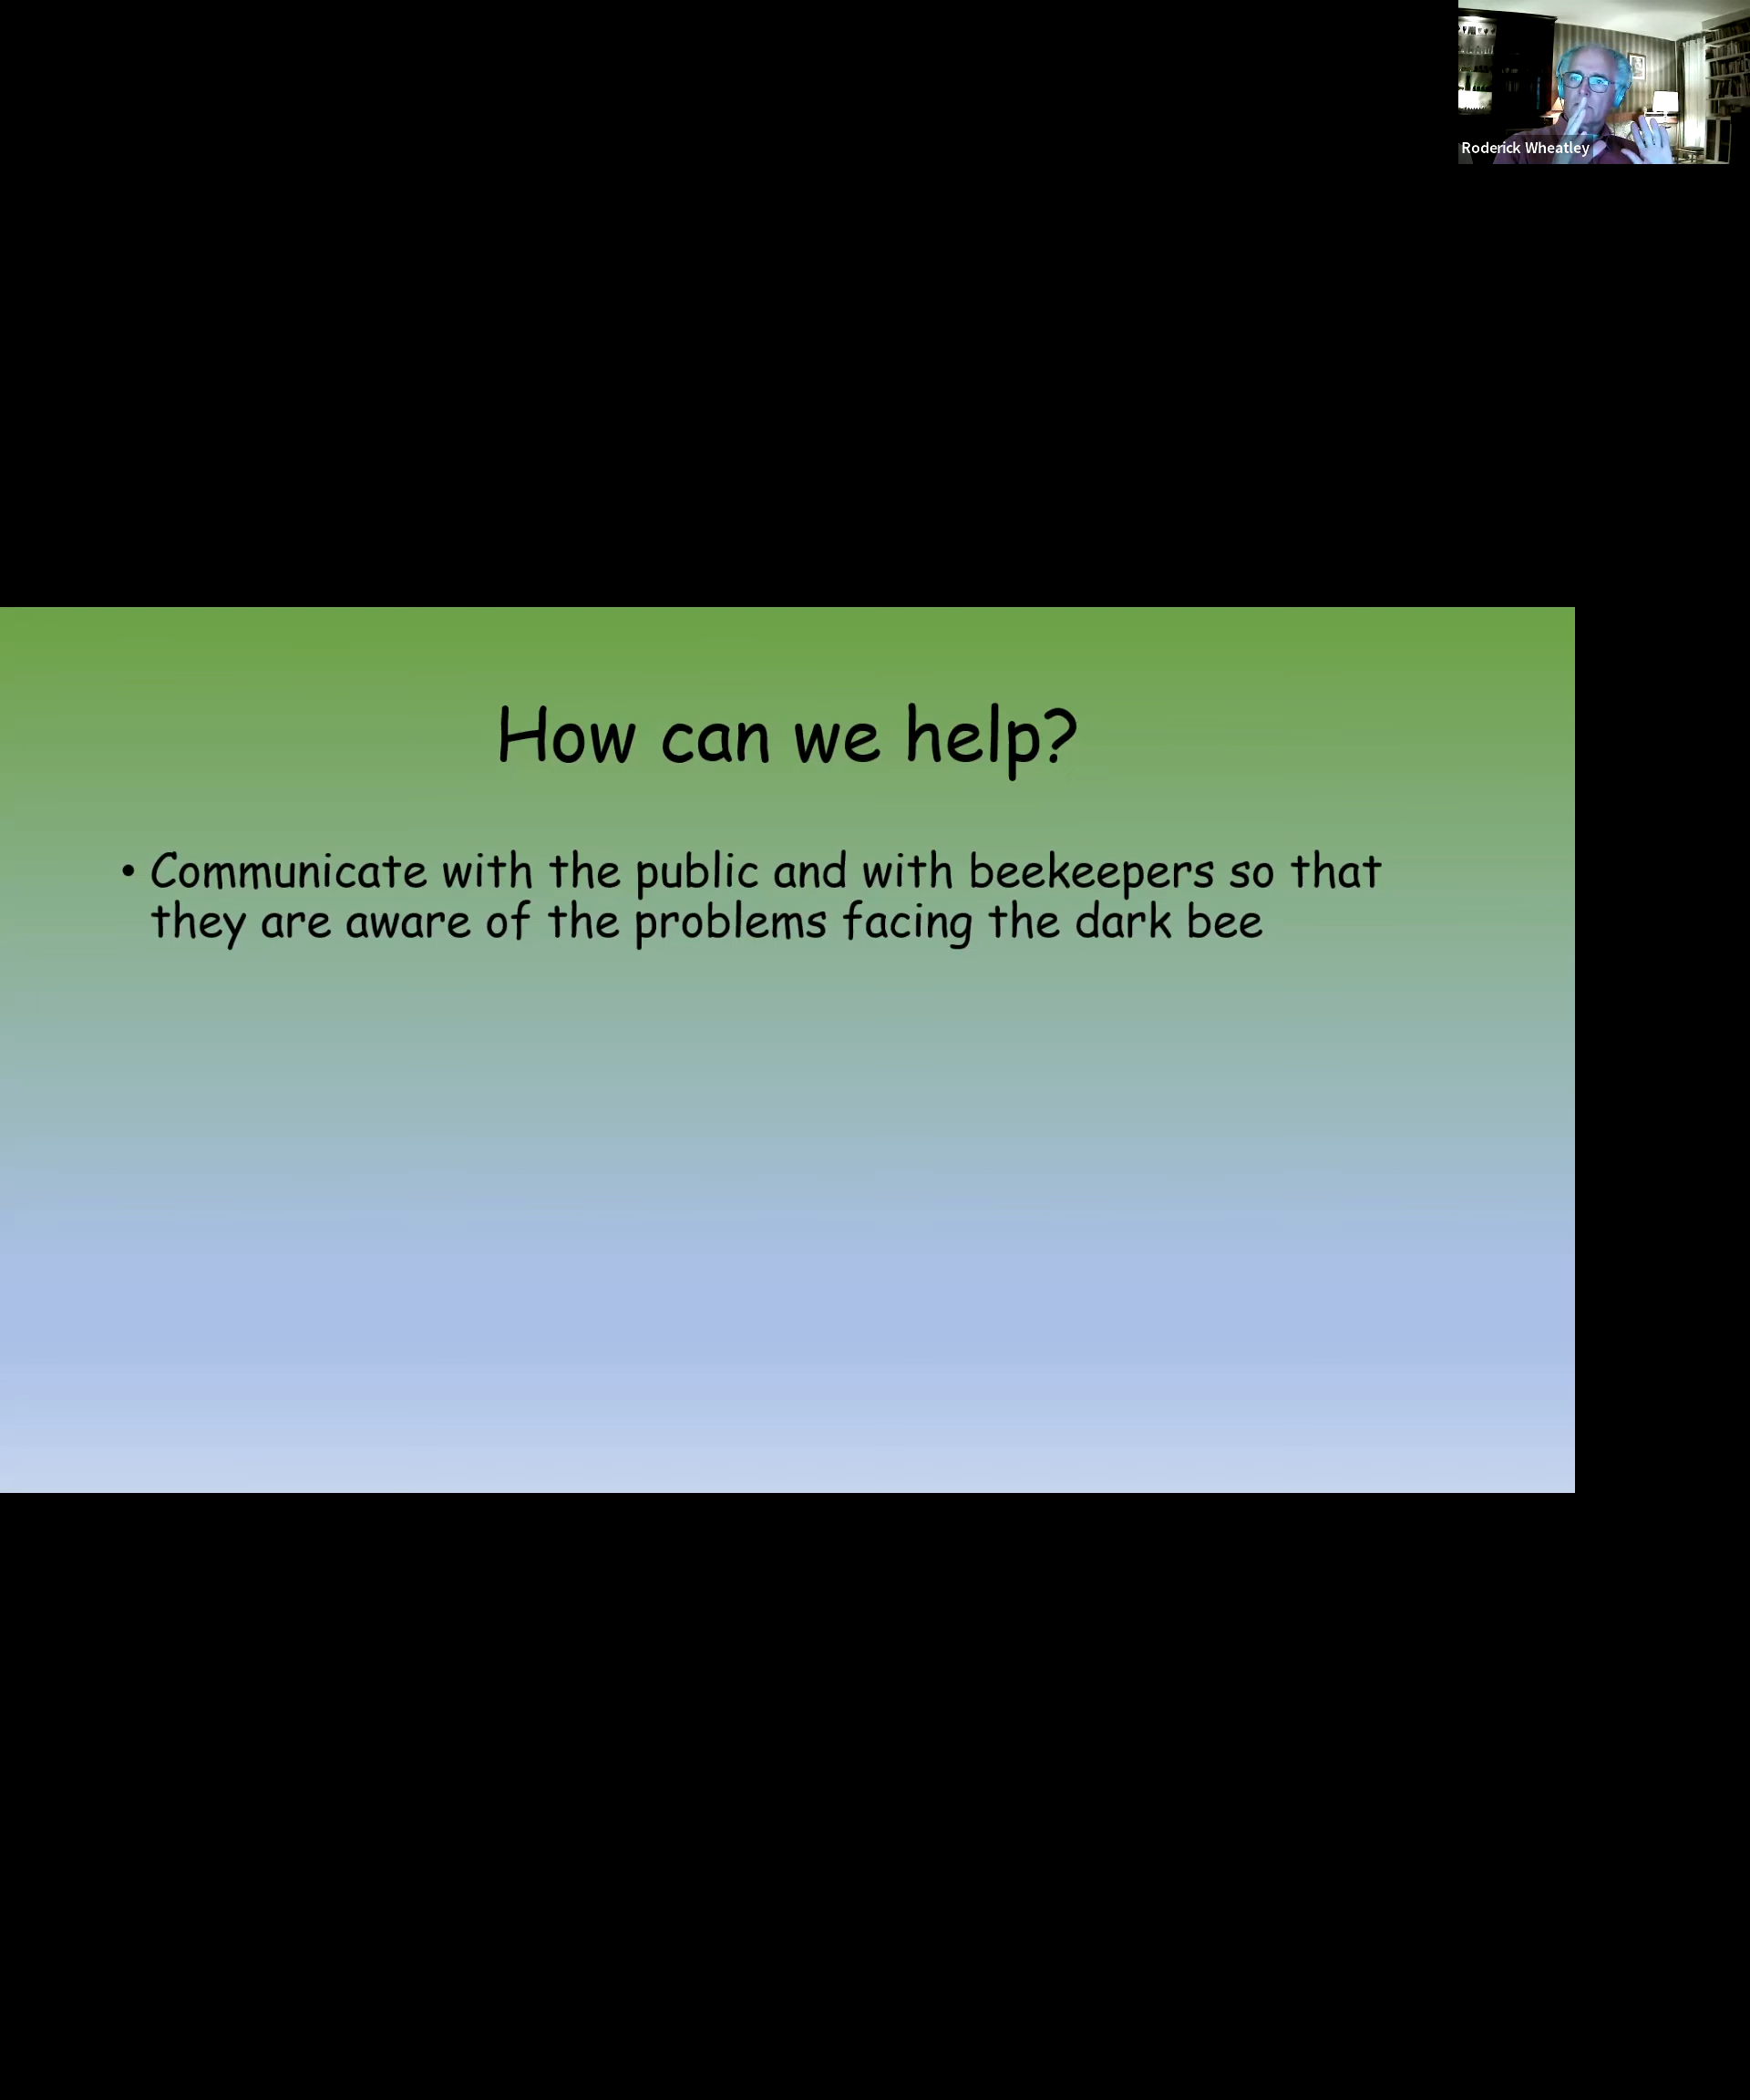 Roderick Wheatley
How can we help?
• Communicate with the public and with beekeepers so that
they are aware of the problems facing the dark bee